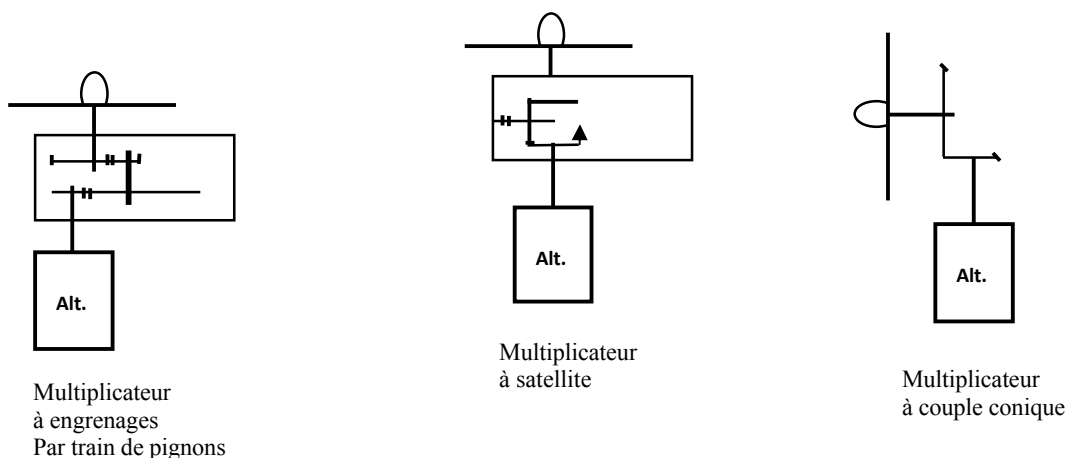 Alt.
Multiplicateur
à engrenages
Par train de pignons
Alt.
Multiplicateur
à satellite
Alt.
Multiplicateur
à couple conique